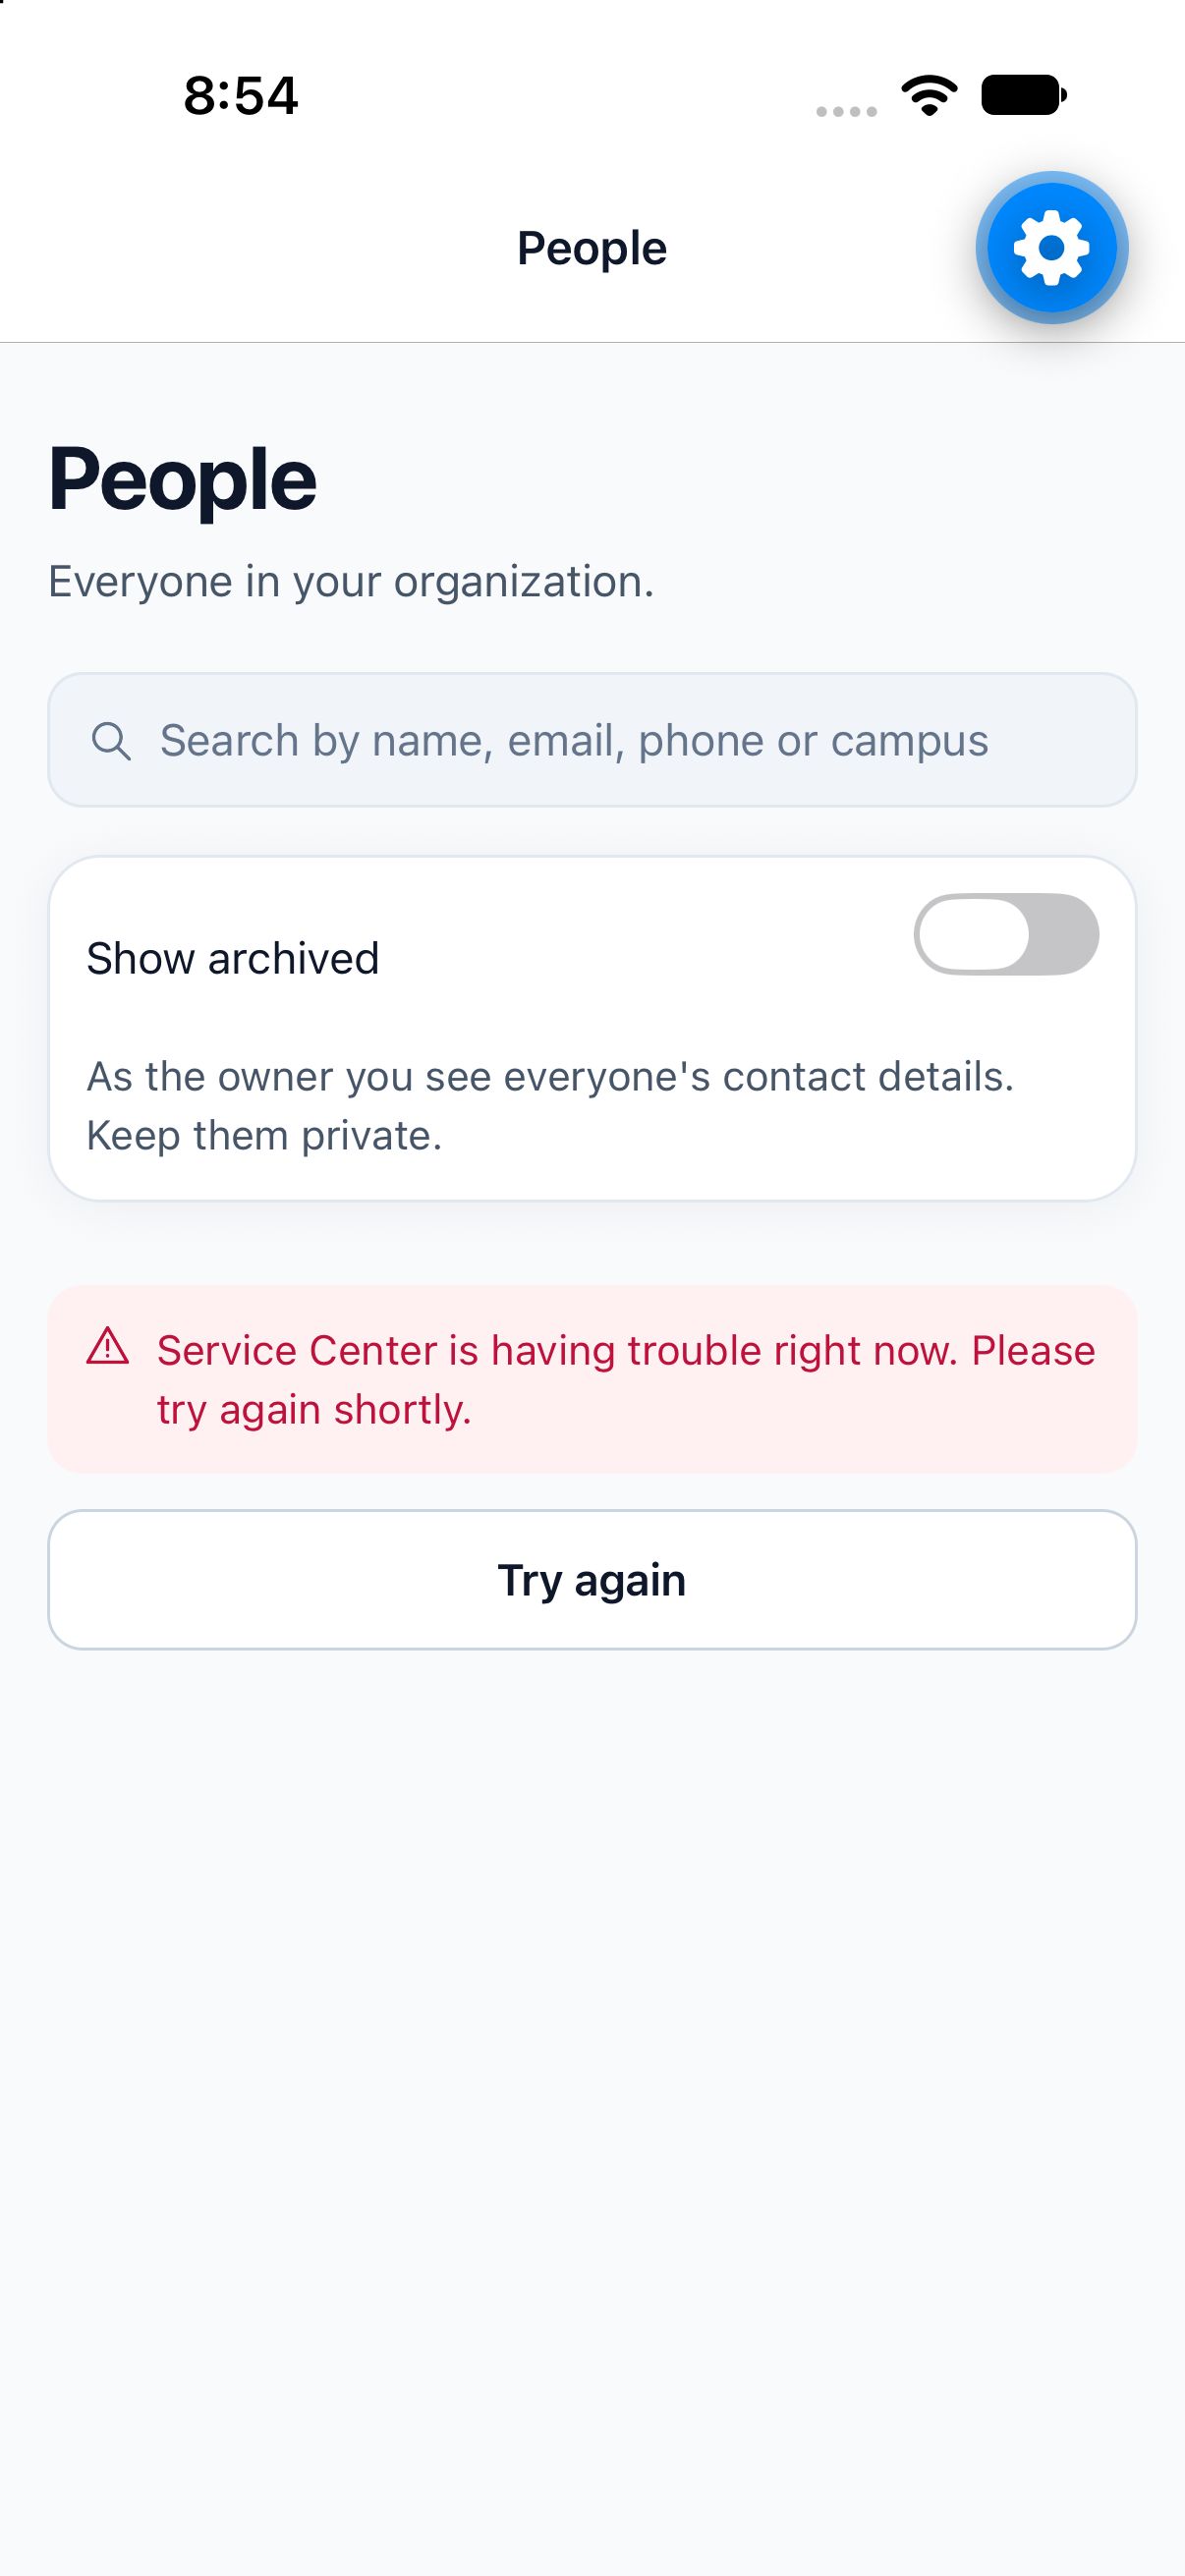 8:54
People
People
Everyone in your organization.
Search by name, email, phone or campus
Show archived
As the owner you see everyone's contact details.
Keep them private.
Service Center is having trouble right now. Please
try again shortly.
Try again